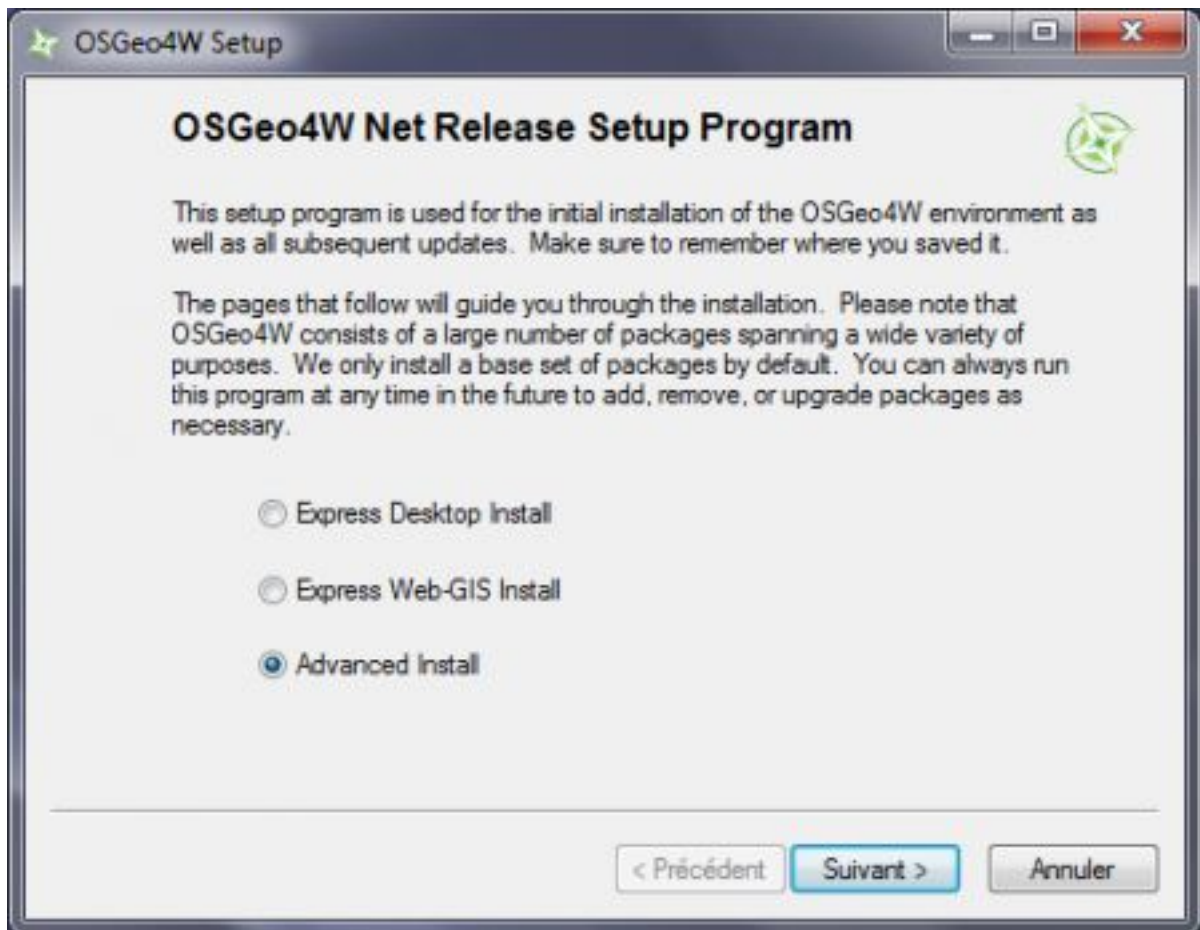 OSGeo4W Setup
OSGeo4W Net Release Setup Program
This setup program is used for the initial installation of the OSGeo4W environment as
well as all subsequent updates.  Make sure to remember where you saved it.
The pages that follow will guide you through the installation.  Please note that
OSGeo4W consists of a large number of packages spanning a wide variety of
purposes.  We only install a base set of packages by default.  You can always run
this program at any time in the future to add, remove, or upgrade packages as
necessary.
Express Desktop Install
Express Web-GIS Install
Advanced Install
< Précédent
Suivant >
Annuler